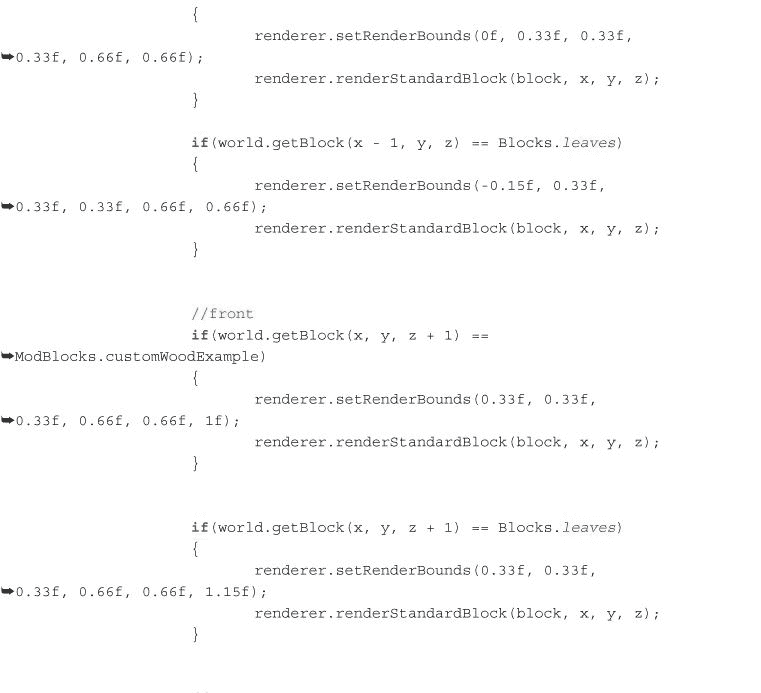 {
renderer.setRenderBounds(0f, 0.33f, 0.33f,
➥0.33f, 0.66f, 0.66f);
renderer.renderStandardBlock(block, x, y, z);
}
if(world.getBlock(x - 1, y, z) == Blocks.leaves)
{
renderer.setRenderBounds(-0.15f, 0.33f,
➥0.33f, 0.33f, 0.66f, 0.66f);
renderer.renderStandardBlock(block, x, y, z);
}
//front
if(world.getBlock(x, y, z + 1) ==
➥ModBlocks.customWoodExample)
{
renderer.setRenderBounds(0.33f, 0.33f,
➥0.33f, 0.66f, 0.66f, 1f);
renderer.renderStandardBlock(block, x, y, z);
}
if(world.getBlock(x, y, z + 1) == Blocks.leaves)
{
renderer.setRenderBounds(0.33f, 0.33f,
➥0.33f, 0.66f, 0.66f, 1.15f);
renderer.renderStandardBlock(block, x, y, z);
}